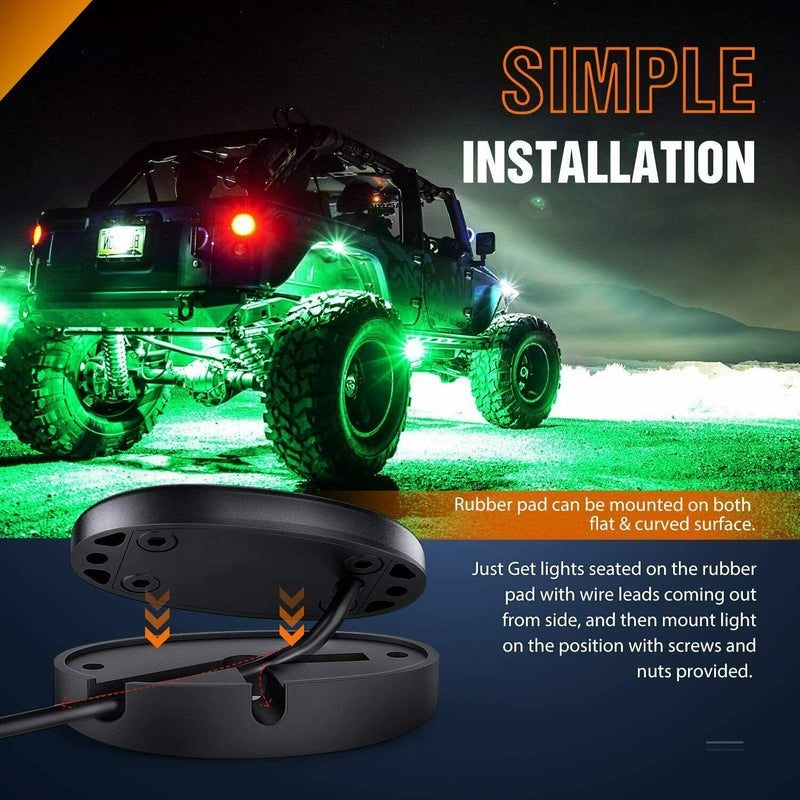 SIMPLE
INSTALLATION
Rubber pad can be mounted on both
flat & curved surface.
Just Get lights seated on the rubber
pad with wire leads coming out
from side, and then mount light
on the position with screws and
nuts provided.